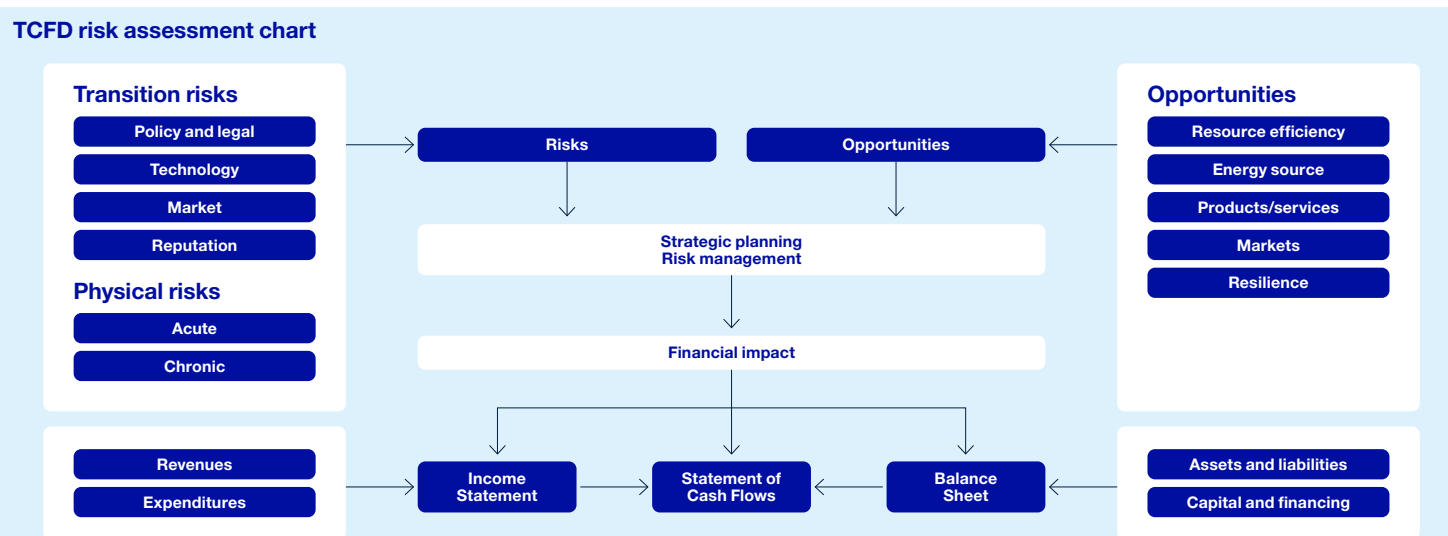 TCFD risk assessment chart
Transition risks
Policy and legal
Technology
Market
Reputation
Physical risks
Acute
Chronic
Revenues
Expenditures
Risks
Opportunities
Strategic planning
Risk management
Financial impact
Income
Statement
Statement of
Cash Flows
Balance
Sheet
Opportunities
Resource efficiency
Energy source
Products/services
Markets
Resilience
Assets and liabilities
Capital and financing